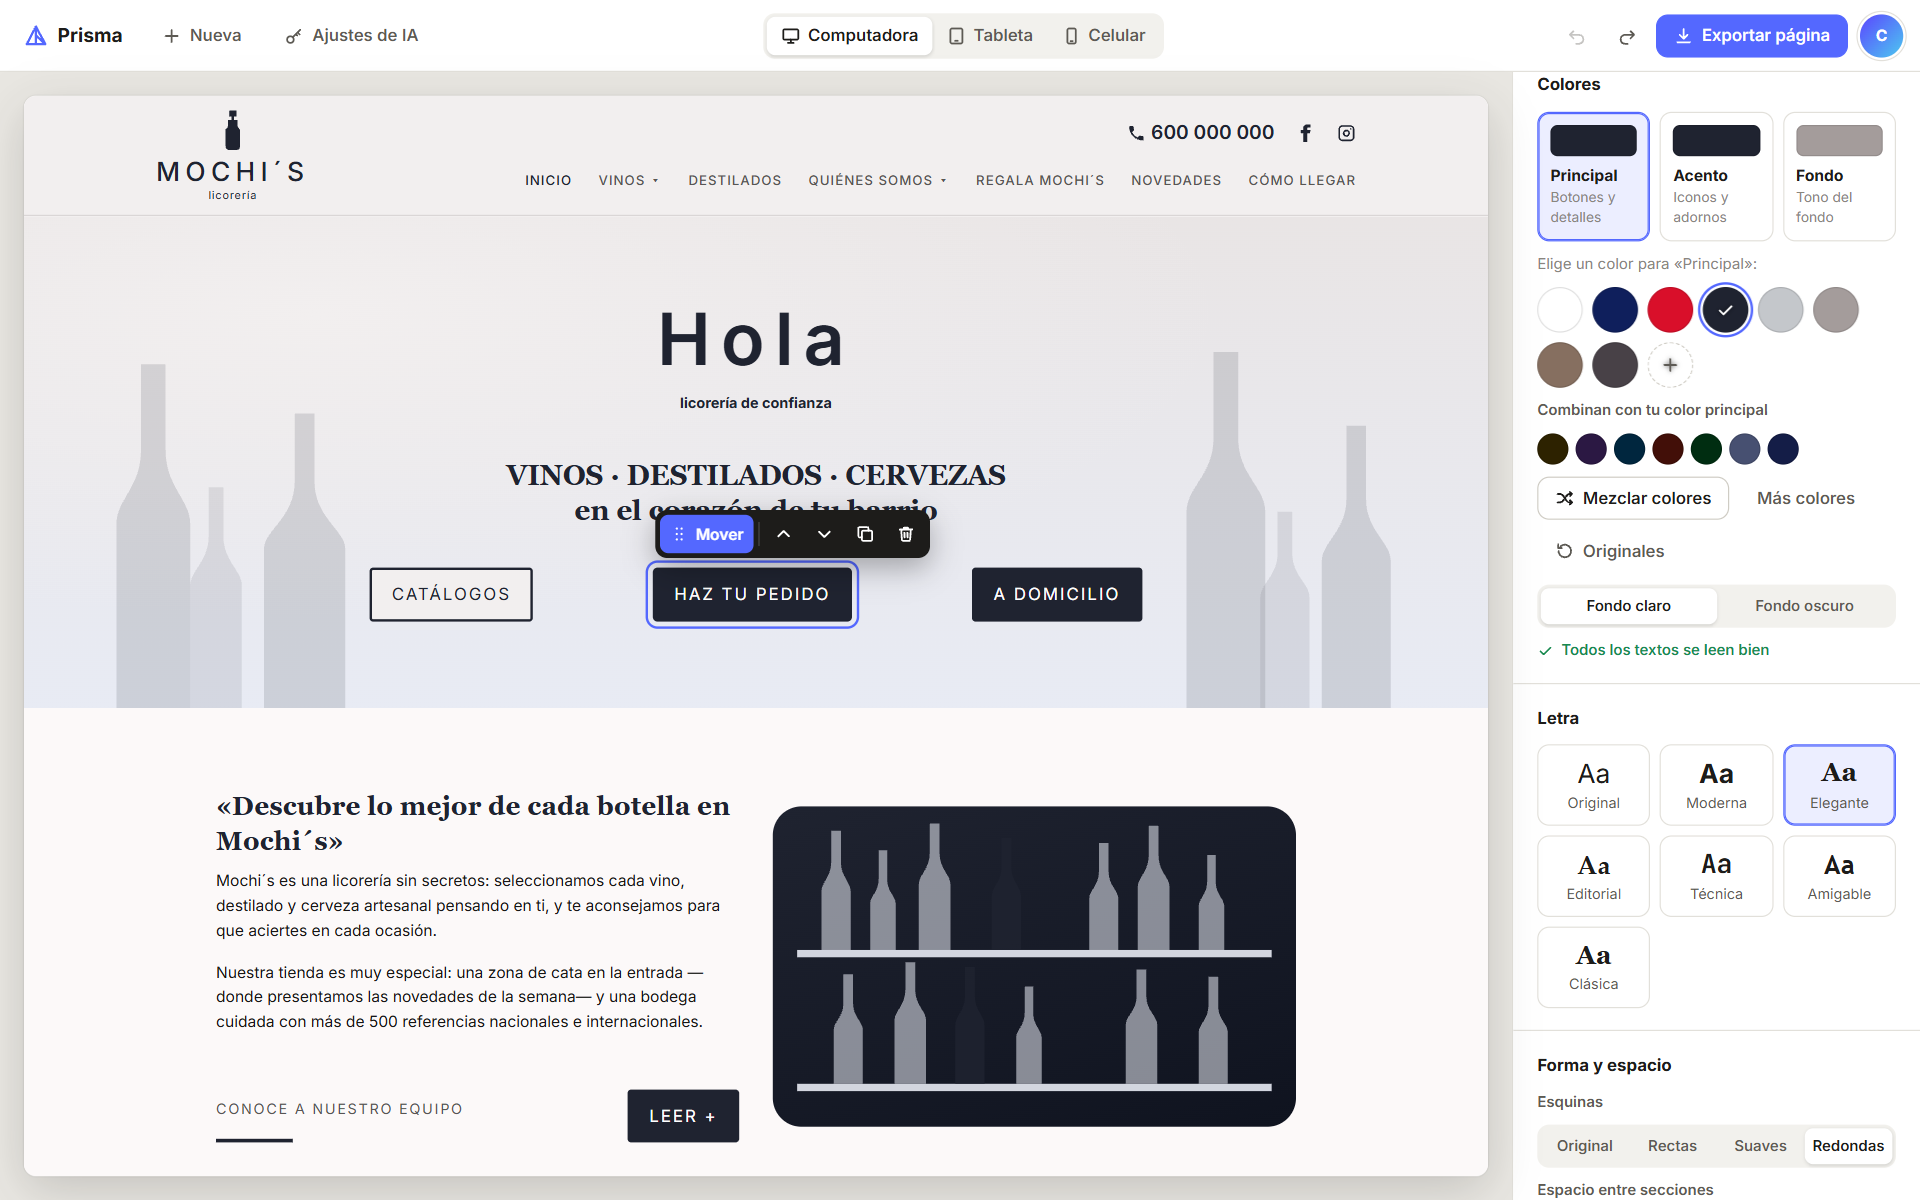 Prisma
Nueva
Ajustes de IA
Computadora
Tableta
Celular
Exportar página
C
MOCHI´S
licorería
600 000 000
INICIO
VINOS
DESTILADOS
QUIÉNES SOMOS
REGALA MOCHI´S
NOVEDADES
CÓMO LLEGAR
Hola
licorería de confianza
VINOS · DESTILADOS · CERVEZAS
en el corazón de tu barrio
Mover
CATÁLOGOS
HAZ TU PEDIDO
A DOMICILIO
«Descubre lo mejor de cada botella en
Mochi´s»
Mochi´s es una licorería sin secretos: seleccionamos cada vino,
destilado y cerveza artesanal pensando en ti, y te aconsejamos para
que aciertes en cada ocasión.
Nuestra tienda es muy especial: una zona de cata en la entrada —
donde presentamos las novedades de la semana— y una bodega
cuidada con más de 500 referencias nacionales e internacionales.
CONOCE A NUESTRO EQUIPO
LEER +
Colores
Principal
Botones y
detalles
Acento
Iconos y
adornos
Fondo
Tono del
fondo
Elige un color para «Principal»:
Combinan con tu color principal
Mezclar colores
Más colores
Originales
Fondo claro
Fondo oscuro
Todos los textos se leen bien
Letra
Aa
Original
Aa
Moderna
Aa
Elegante
Aa
Editorial
Aa
Técnica
Aa
Amigable
Aa
Clásica
Forma y espacio
Esquinas
Original
Rectas
Suaves
Redondas
Espacio entre secciones